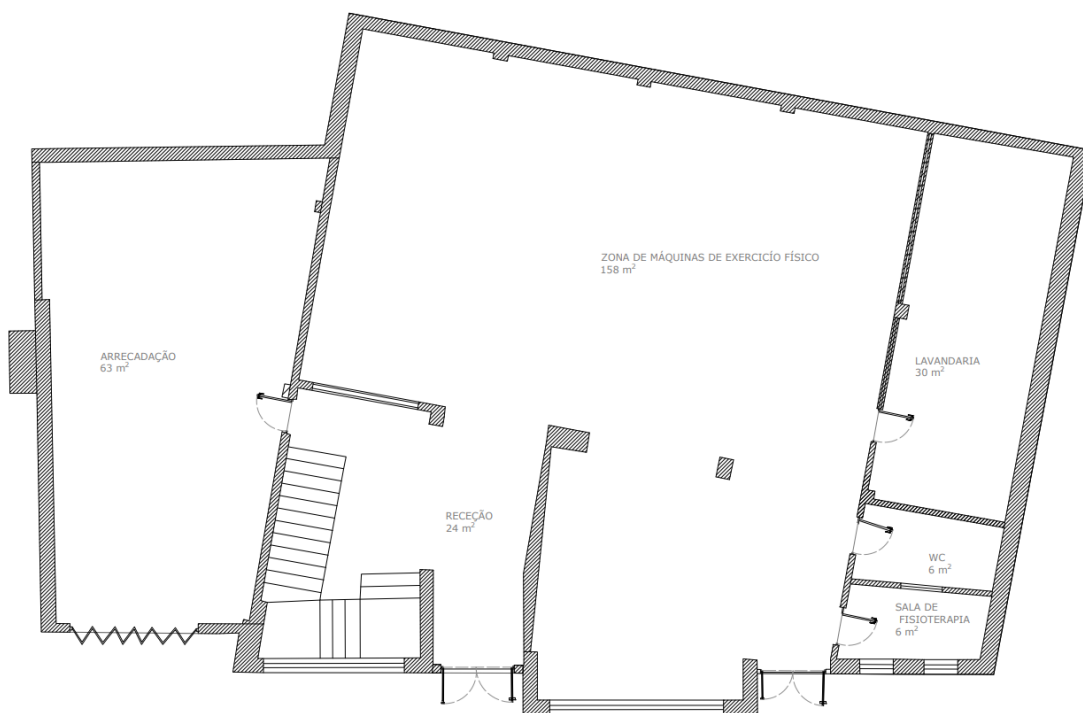 ZONA DE MÁQUINAS DE EXERCICÍO FÍSICO
158 m²
ARRECADAÇÃO
63 m²
LAVANDARIA
30 m²
RECEÇÃO
24 m²
WC
6 m²
SALA DE
FISIOTERAPIA
6 m²